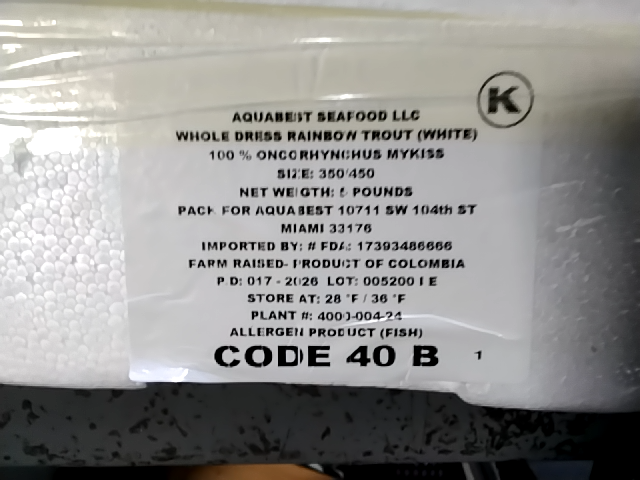 K
AQUABEST SEAFOOD LLC
WHOLE DRESS RAINBOW TROUT (WHITE)
100 % ONCORHYNCHUS MYKISS
SIZE: 350/450
NET WEIGTH: POUNDS
PACK FOR AQUABEST 10711 SW 104th ST
MIAMI 33176
IMPORTED BY: # FDA: 17393486666
FARM RAISED- PRODUCT OF COLOMBIA
P.D: 017 - 2026 LOT: 005200 I E
STORE AT: 28 °F / 36 °F
PLANT #: 4000-004-24
ALLERGEN PRODUCT (FISH)
CODE 40 B 1